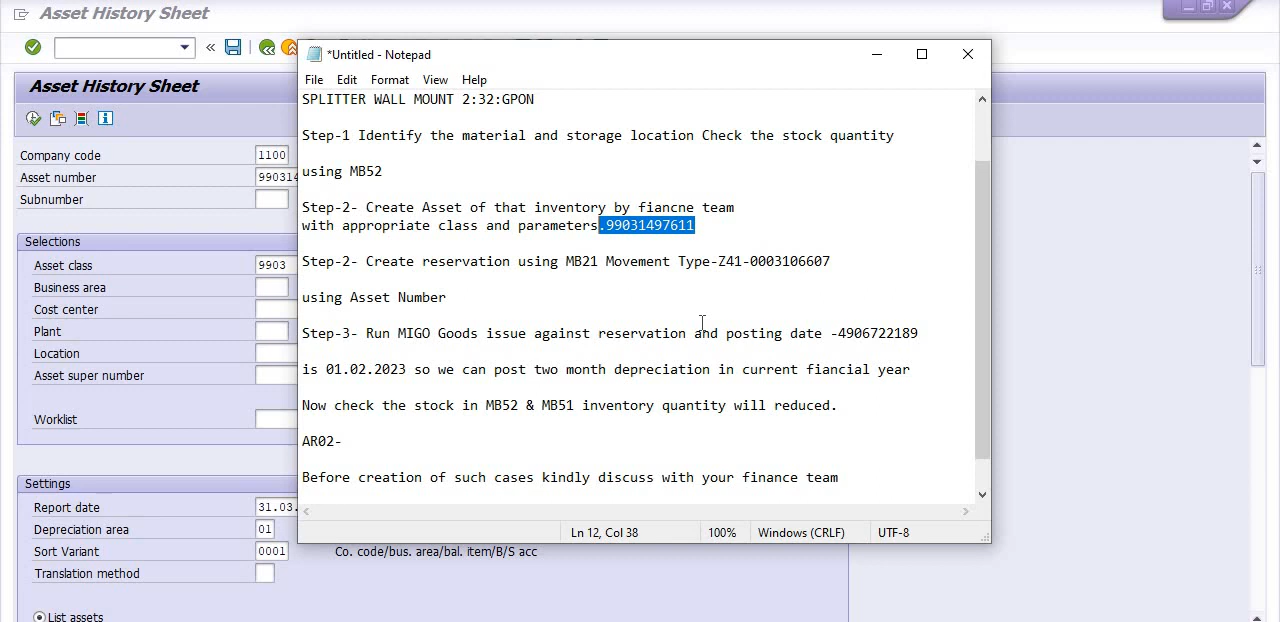 Asset History Sheet
*Untitled - Notepad
File Edit Format View Help
Asset History Sheet
Company code 1100
Asset number 990314
Subnumber
Selections
Asset class 9903
Business area
Cost center
Plant
Location
Asset super number
Worklist
Settings
Report date 31.03.
Depreciation area 01
Sort Variant 0001 Co. code/bus. area/bal. item/B/S acc
Translation method
List assets
SPLITTER WALL MOUNT 2:32:GPON
Step-1 Identify the material and storage location Check the stock quantity
using MB52
Step-2- Create Asset of that inventory by fiancne team
with appropriate class and parameters.99031497611
Step-2- Create reservation using MB21 Movement Type-Z41-0003106607
using Asset Number
Step-3- Run MIGO Goods issue against reservation and posting date -4906722189
is 01.02.2023 so we can post two month depreciation in current fiancial year
Now check the stock in MB52 & MB51 inventory quantity will reduced.
AR02-
Before creation of such cases kindly discuss with your finance team
Ln 12, Col 38 100% Windows (CRLF) UTF-8